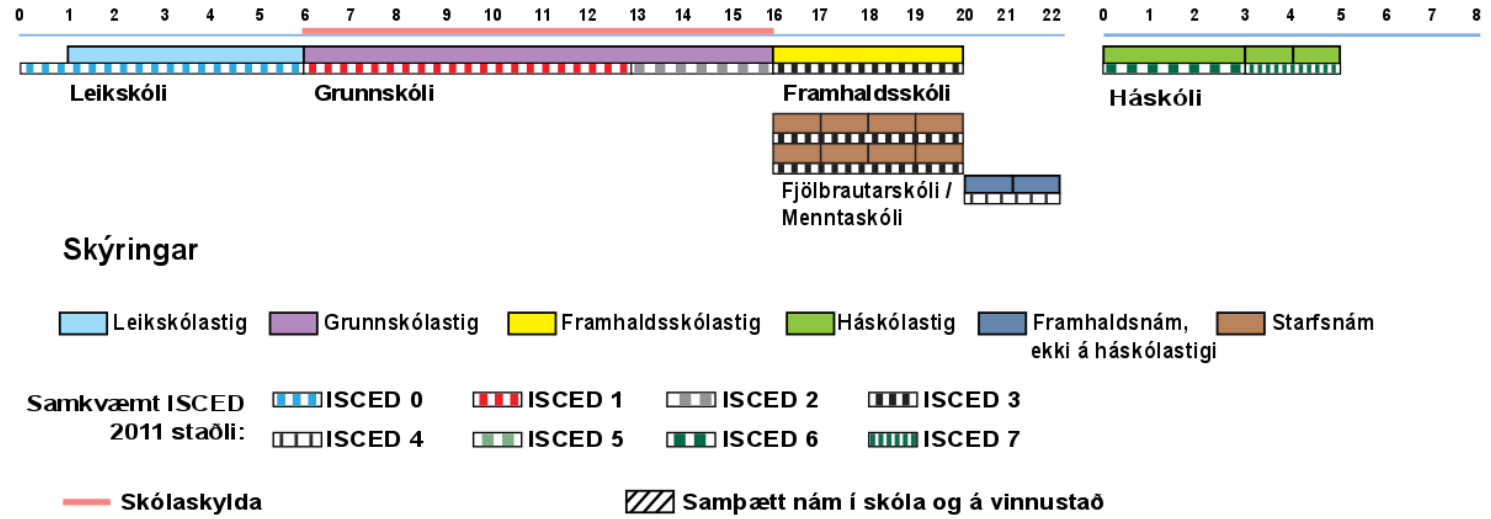 0 1 2 3 4 5 6 7 8 9 10 11 12 13 14 15 16 17 18 19 20 21 22 0 1 2 3 4 5 6 7 8
Leikskóli Grunnskóli Framhaldsskóli Háskóli
Fjölbrautarskóli /
Menntaskóli
Skýringar
Leikskólastig Grunnskólastig Framhaldsskólastig Háskólastig Framhaldsnám, Starfsnám
ekki á háskólastigi
Samkvæmt ISCED ISCED 0 ISCED 1 ISCED 2 ISCED 3
2011 staðli: ISCED 4 ISCED 5 ISCED 6 ISCED 7
Skólaskylda Samþætt nám í skóla og á vinnustað